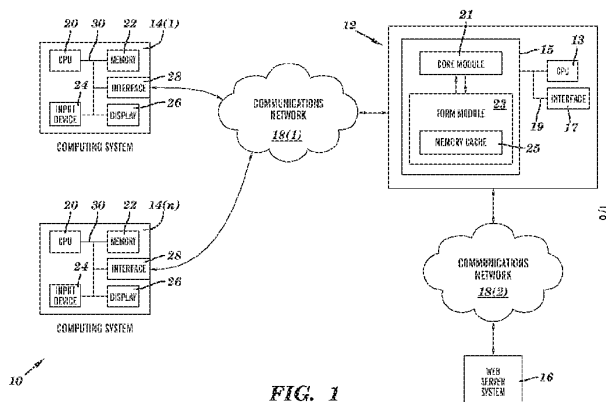 20 30 22 14(1)
CPU MEMORY
28
INTERFACE
24 26
INPUT DEVICE DISPLAY
COMPUTING SYSTEM
COMMUNICATIONS NETWORK
18(1)
12 21
15 13
CORE MODULE
CPU
FORM MODULE 23
INTERFACE
19 17
MEMORY CACHE
25
20 30 22 14(n)
CPU MEMORY
28
INTERFACE
24 26
INPUT DEVICE DISPLAY
COMPUTING SYSTEM
COMMUNICATIONS NETWORK
18(2)
WEB SERVER SYSTEM
16
10
FIG. 1